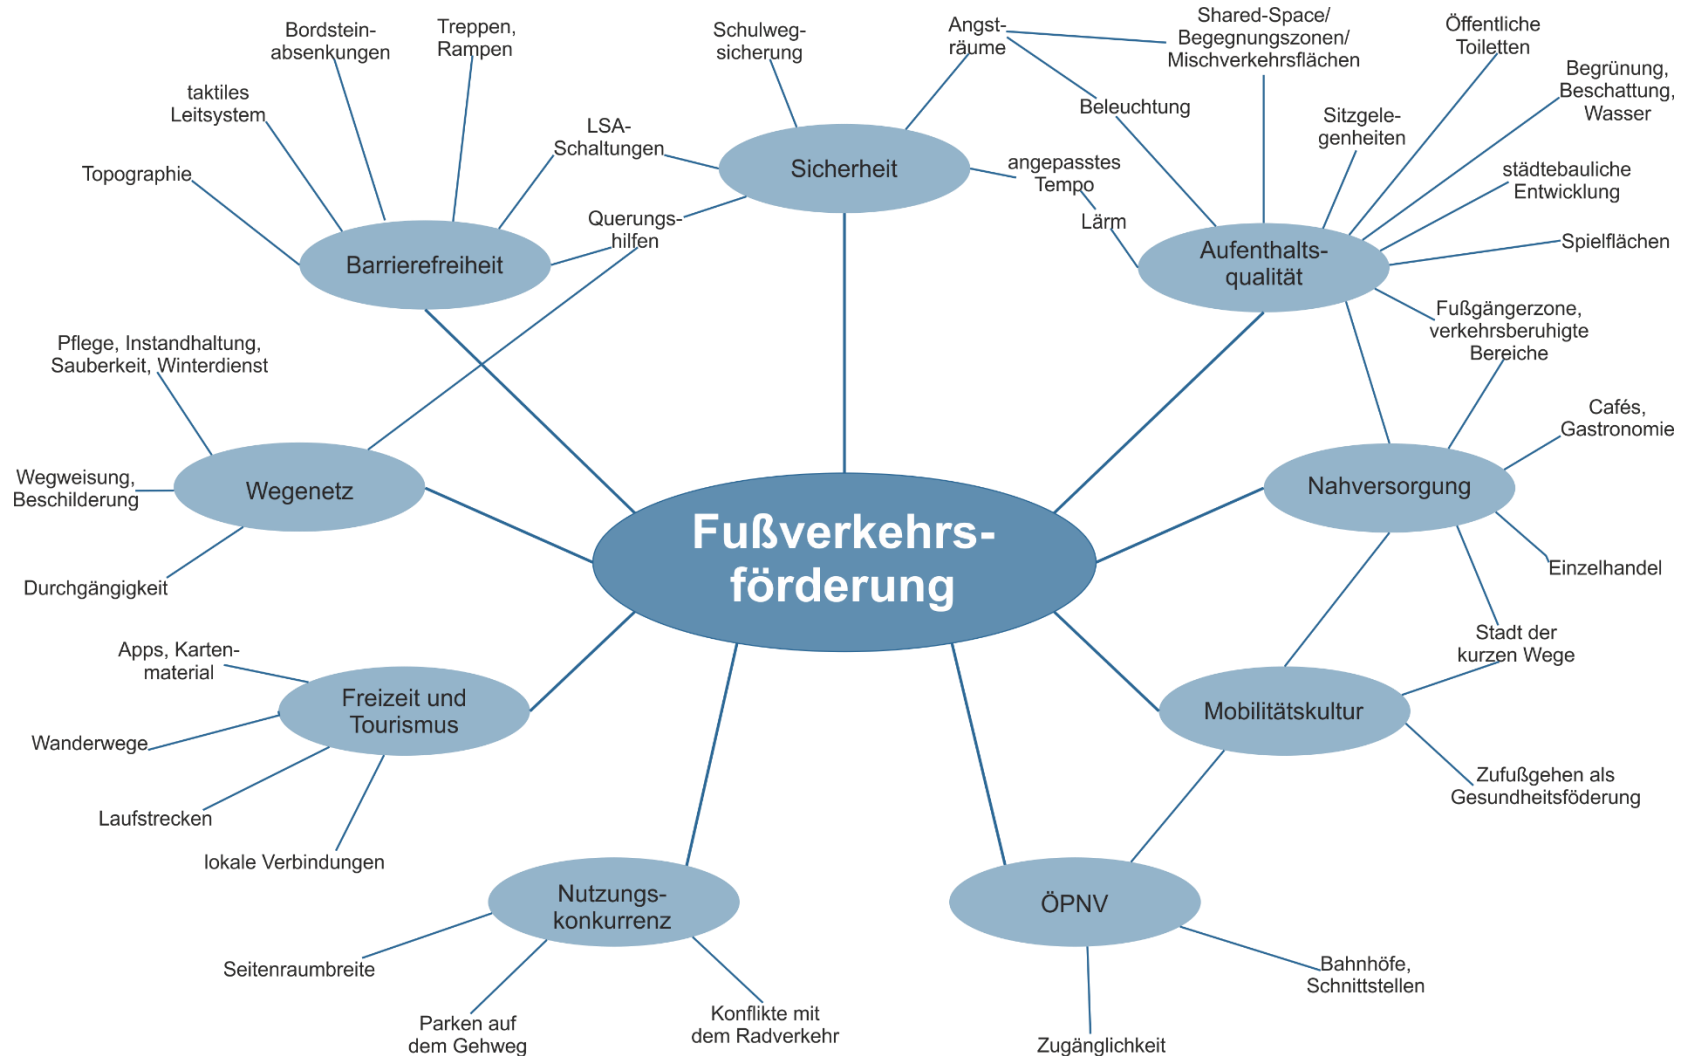 Bordstein-
absenkungen
Treppen,
Rampen
Schulweg-
sicherung
Angst-
räume
Shared-Space/
Begegnungszonen/
Mischverkehrsflächen
Öffentliche
Toiletten
taktiles
Leitsystem
LSA-
Schaltungen
Beleuchtung
Sitzgele-
genheiten
Begrünung,
Beschattung,
Wasser
Topographie
Sicherheit
angepasstes
Tempo
städtebauliche
Entwicklung
Querungs-
hilfen
Lärm
Barrierefreiheit
Aufenthalts-
qualität
Spielflächen
Pflege, Instandhaltung,
Sauberkeit, Winterdienst
Fußgängerzone,
verkehrsberuhigte
Bereiche
Cafés,
Gastronomie
Wegweisung,
Beschilderung
Wegenetz
Nahversorgung
Fußverkehrs-
förderung
Durchgängigkeit
Einzelhandel
Apps, Karten-
material
Stadt der
kurzen Wege
Freizeit und
Tourismus
Mobilitätskultur
Wanderwege
Zufußgehen als
Gesundheitsföderung
Laufstrecken
lokale Verbindungen
Nutzungs-
konkurrenz
ÖPNV
Seitenraumbreite
Bahnhöfe,
Schnittstellen
Parken auf
dem Gehweg
Konflikte mit
dem Radverkehr
Zugänglichkeit